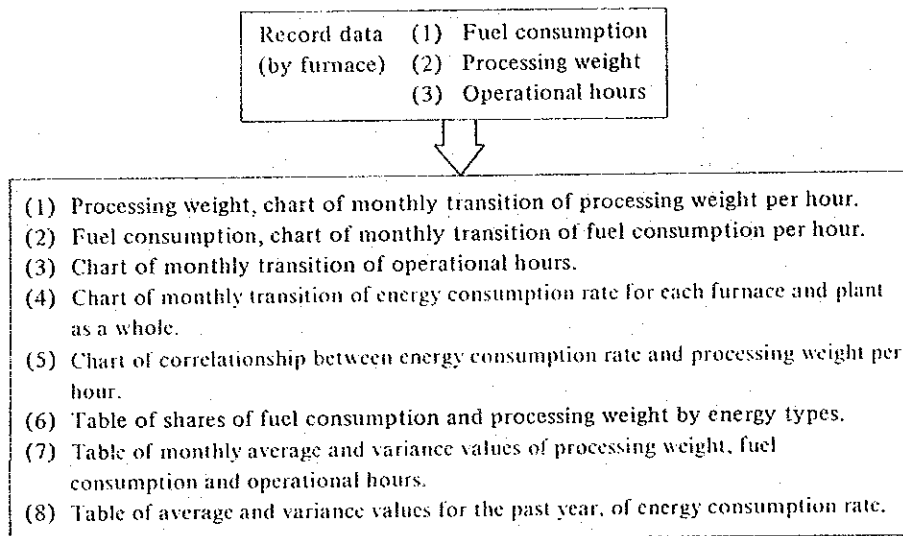 Record data (1) Fuel consumption
(by furnace) (2) Processing weight
(3) Operational hours
(1) Processing weight, chart of monthly transition of processing weight per hour.
(2) Fuel consumption, chart of monthly transition of fuel consumption per hour.
(3) Chart of monthly transition of operational hours.
(4) Chart of monthly transition of energy consumption rate for each furnace and plant
as a whole.
(5) Chart of correlationship between energy consumption rate and processing weight per
hour.
(6) Table of shares of fuel consumption and processing weight by energy types.
(7) Table of monthly average and variance values of processing weight, fuel
consumption and operational hours.
(8) Table of average and variance values for the past year, of energy consumption rate.